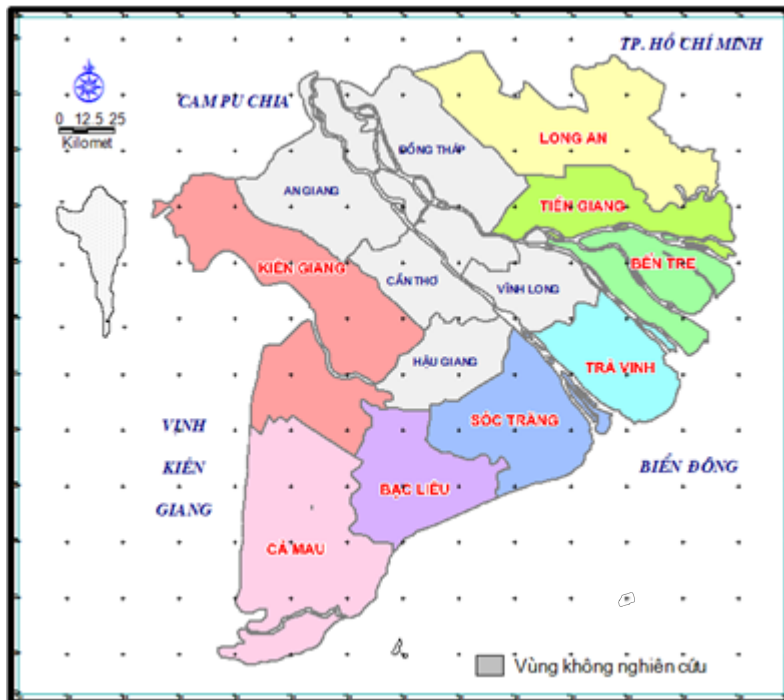 TP. HỒ CHÍ MINH
CAM PU CHIA
0 12.5 25
Kilomet
LONG AN
ĐỒNG THÁP
AN GIANG
TIỀN GIANG
KIÊN GIANG
BẾN TRE
CẦN THƠ
VĨNH LONG
HẬU GIANG
TRÀ VINH
SÓC TRĂNG
VỊNH
KIÊN
GIANG
BIỂN ĐÔNG
BẠC LIÊU
CÀ MAU
Vùng không nghiên cứu